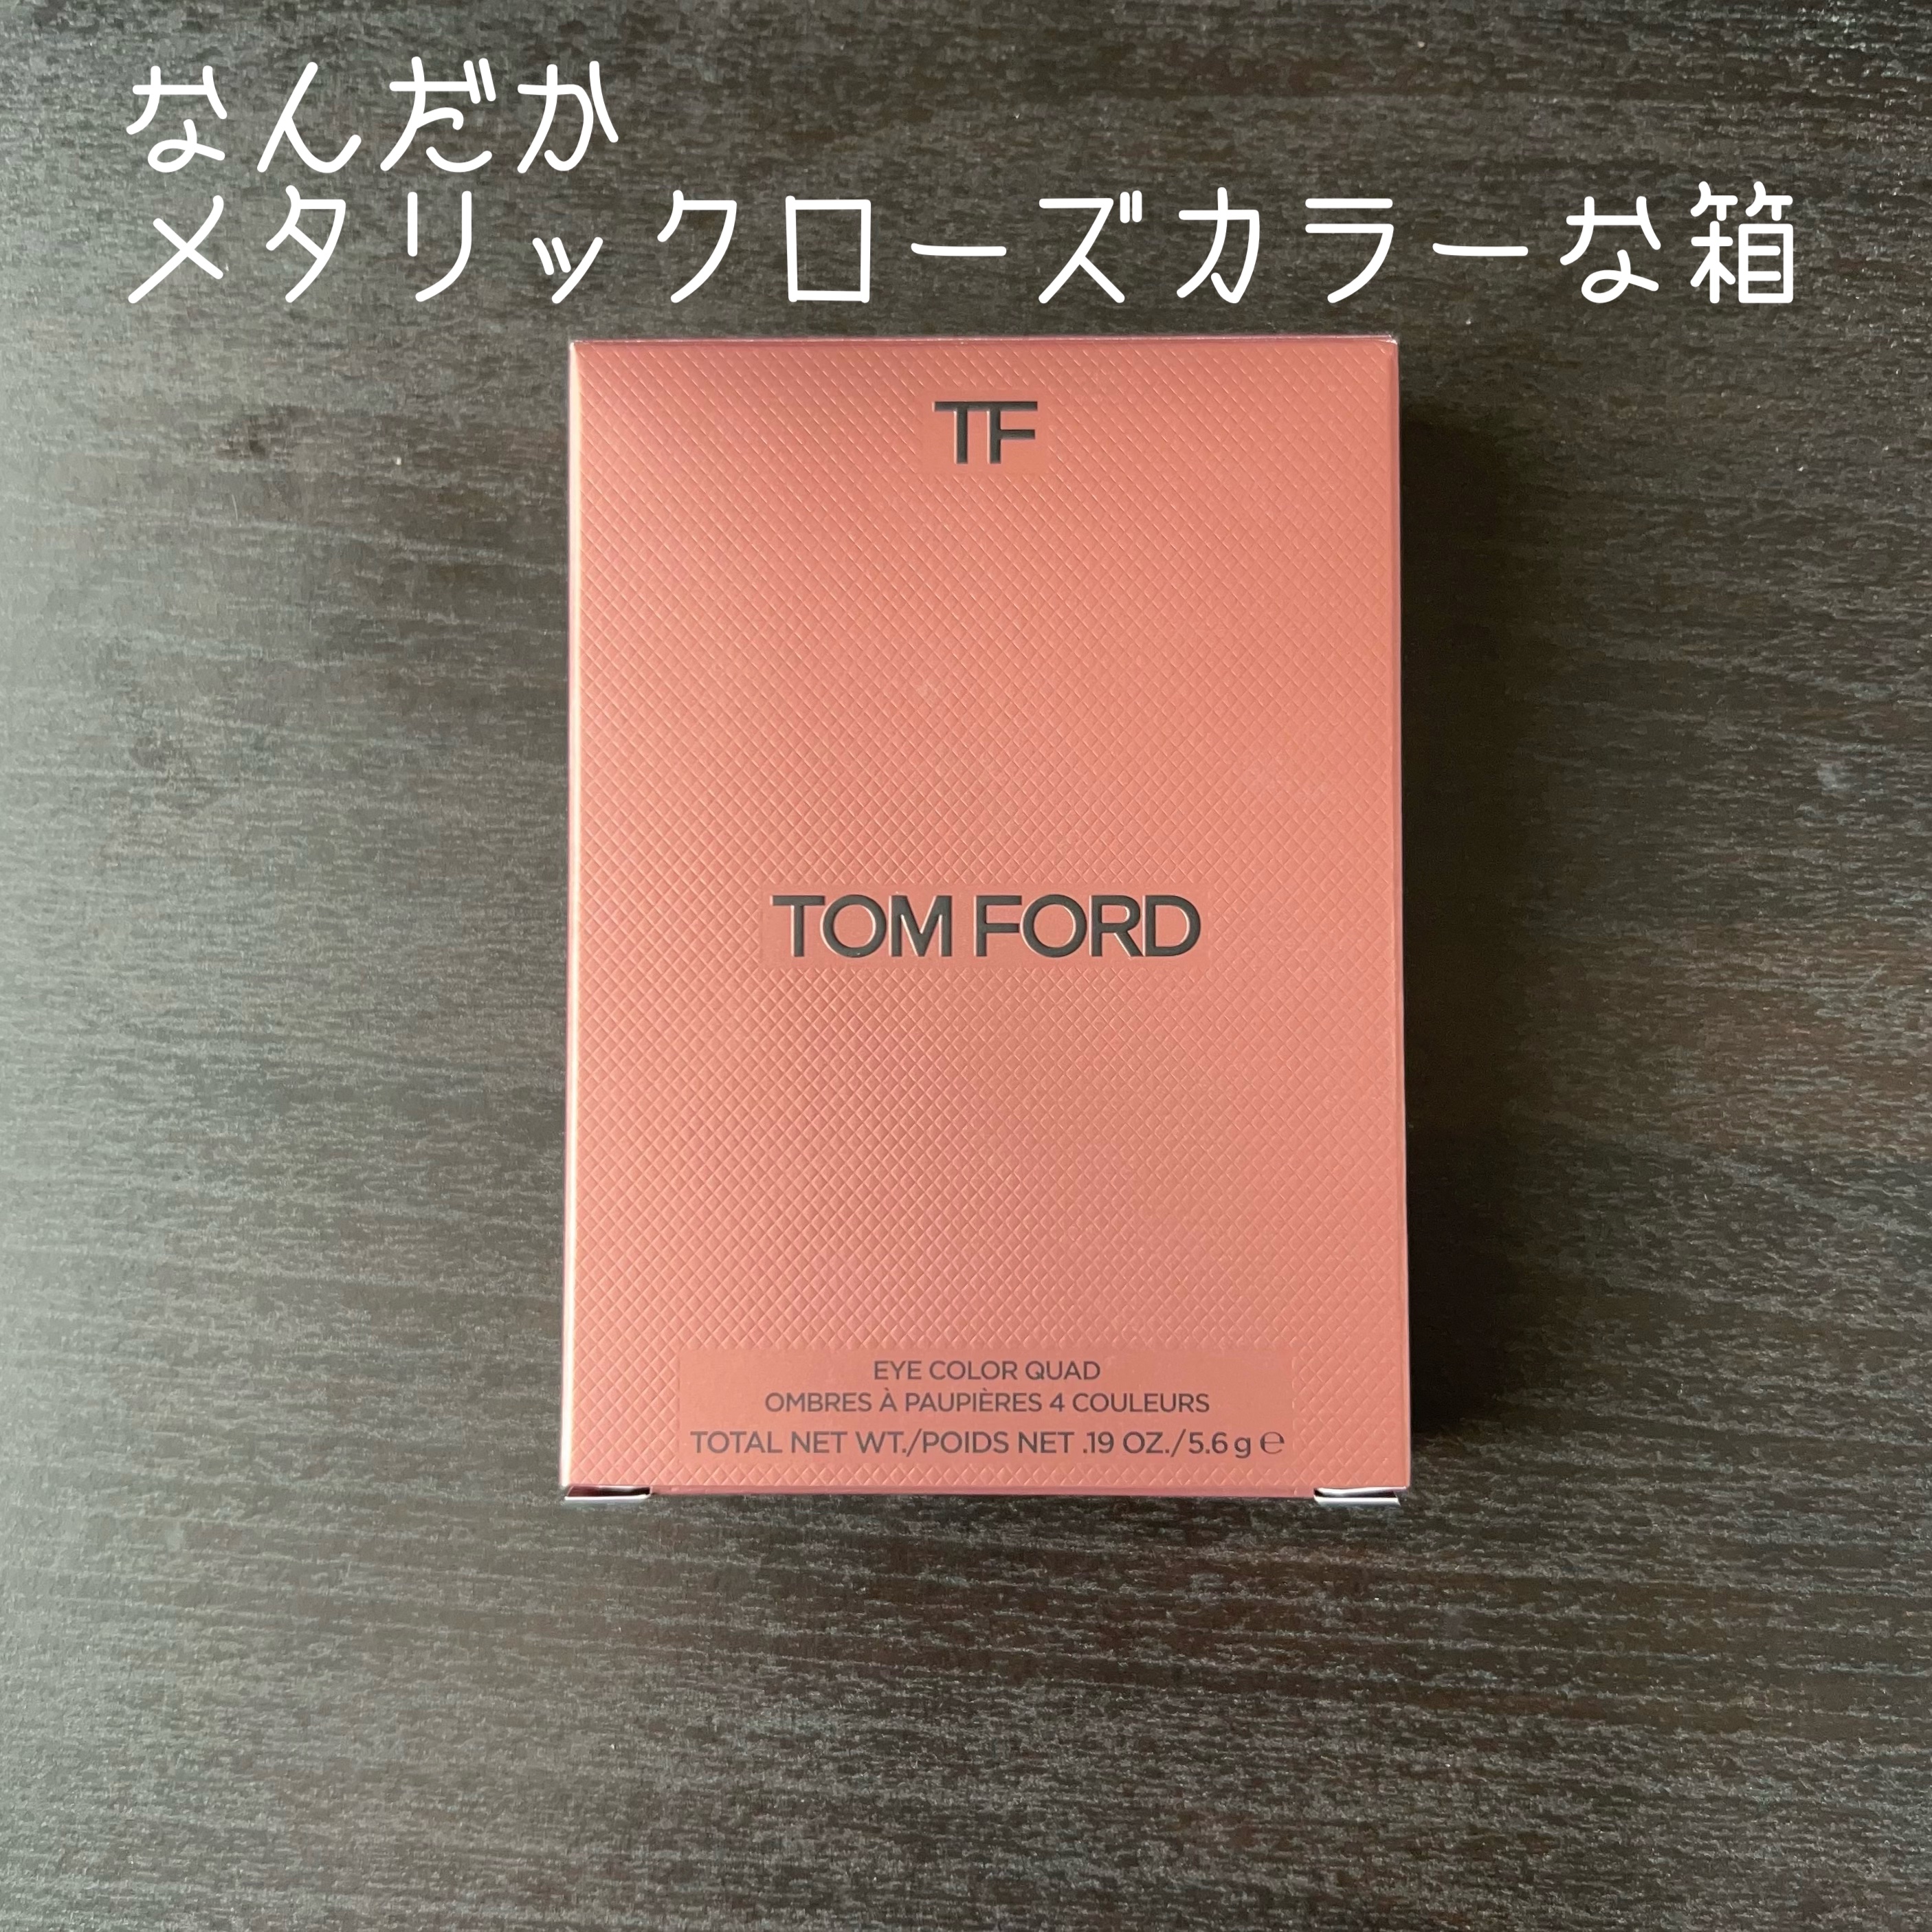 なんだか
メタリックローズカラーな箱
TF
TOM FORD
EYE COLOR QUAD
OMBRES À PAUPIÈRES 4 COULEURS
TOTAL NET WT./POIDS NET .19 OZ./5.6 g ℮